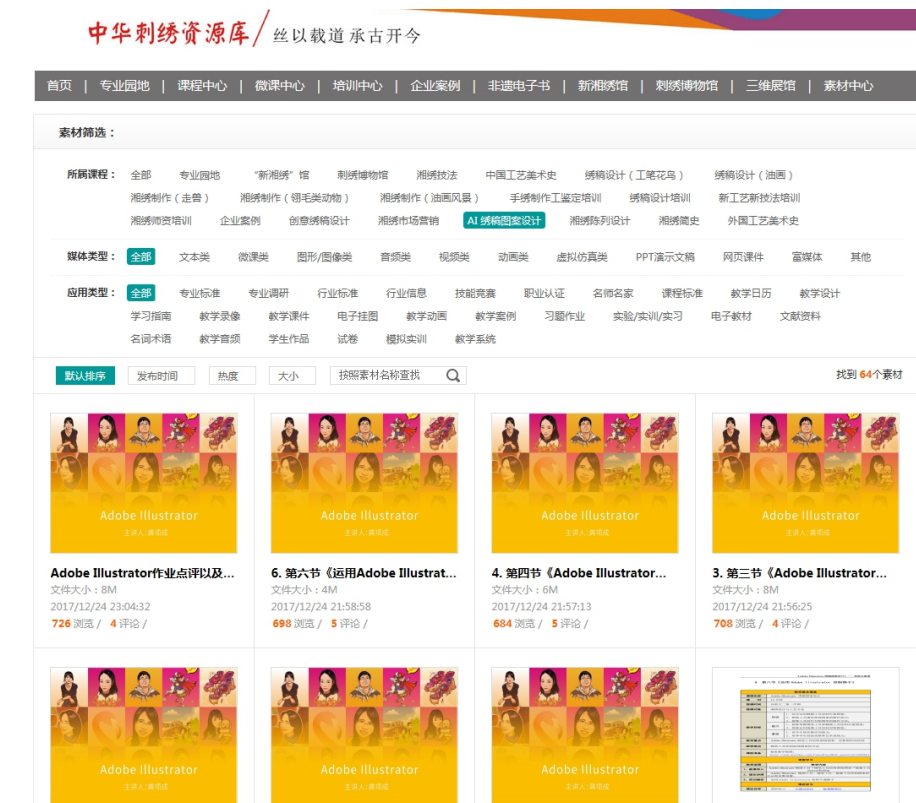 中华刺绣资源库/ 丝以载道 承古开今
首页 | 专业园地 | 课程中心 | 微课中心 | 培训中心 | 企业案例 | 非遗电子书 | 新湘绣馆 | 刺绣博物馆 | 三维展馆 | 素材中心
素材筛选：
所属课程： 全部 专业园地 “新湘绣”馆 刺绣博物馆 湘绣技法 中国工艺美术史 绣稿设计（工笔花鸟） 绣稿设计（油画）
湘绣制作（走兽） 湘绣制作（翎毛类动物） 湘绣制作（油画风景） 手绣制作工鉴定培训 绣稿设计培训 新工艺新技法培训
湘绣师资培训 企业案例 创意绣稿设计 湘绣市场营销 AI 绣稿图案设计 湘绣陈列设计 湘绣简史 外国工艺美术史
媒体类型： 全部 文本类 微课类 图形/图像类 音频类 视频类 动画类 虚拟仿真类 PPT演示文稿 网页课件 富媒体 其他
应用类型： 全部 专业标准 专业调研 行业标准 行业信息 技能竞赛 职业认证 名师名家 课程标准 教学日历 教学设计
学习指南 教学录像 教学课件 电子挂图 教学动画 教学案例 习题作业 实验/实训/实习 电子教材 文献资料
名词术语 教学音频 学生作品 试卷 模拟实训 教学系统
默认排序 发布时间 热度 大小 按照素材名称查找 找到 64个素材
Adobe Illustrator Adobe Illustrator Adobe Illustrator Adobe Illustrator
Adobe Illustrator作业点评以及... 6. 第六节《运用Adobe Illustrat... 4. 第四节《Adobe Illustrator... 3. 第三节《Adobe Illustrator...
文件大小：8M 文件大小：4M 文件大小：6M 文件大小：8M
2017/12/24 23:04:32 2017/12/24 21:58:58 2017/12/24 21:57:13 2017/12/24 21:56:25
726 浏览 / 4 评论 / 698 浏览 / 5 评论 / 684 浏览 / 5 评论 / 708 浏览 / 4 评论 /
Adobe Illustrator Adobe Illustrator Adobe Illustrator